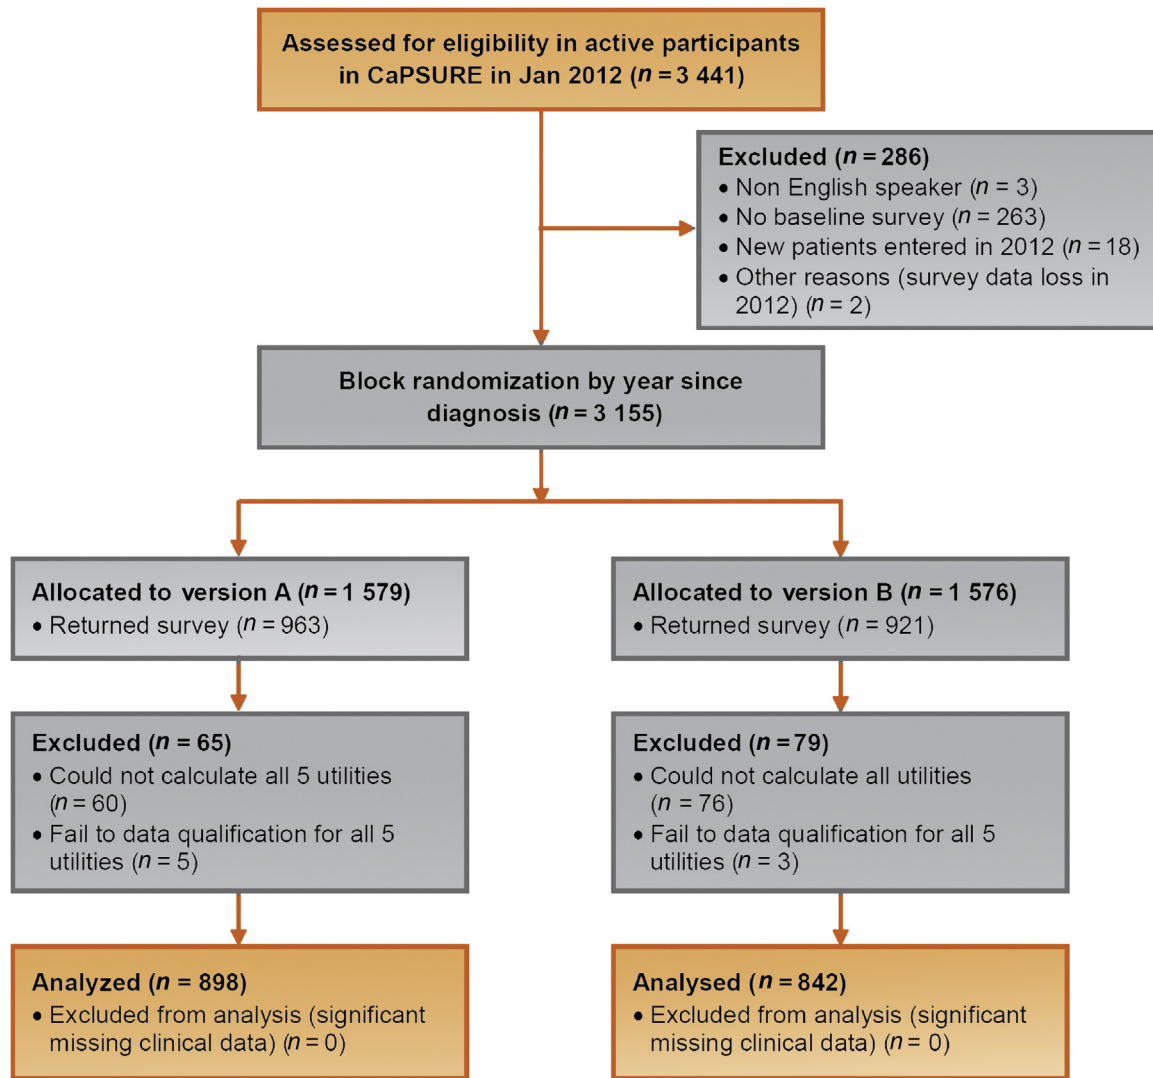 Assessed for eligibility in active participants
in CaPSURE in Jan 2012 (n = 3 441)
Excluded (n = 286)
• Non English speaker (n = 3)
• No baseline survey (n = 263)
• New patients entered in 2012 (n = 18)
• Other reasons (survey data loss in
2012) (n = 2)
Block randomization by year since
diagnosis (n = 3 155)
Allocated to version A (n = 1 579)
• Returned survey (n = 963)
Allocated to version B (n = 1 576)
• Returned survey (n = 921)
Excluded (n = 65)
• Could not calculate all 5 utilities
(n = 60)
• Fail to data qualification for all 5
utilities (n = 5)
Excluded (n = 79)
• Could not calculate all utilities
(n = 76)
• Fail to data qualification for all 5
utilities (n = 3)
Analyzed (n = 898)
• Excluded from analysis (significant
missing clinical data) (n = 0)
Analysed (n = 842)
• Excluded from analysis (significant
missing clinical data) (n = 0)